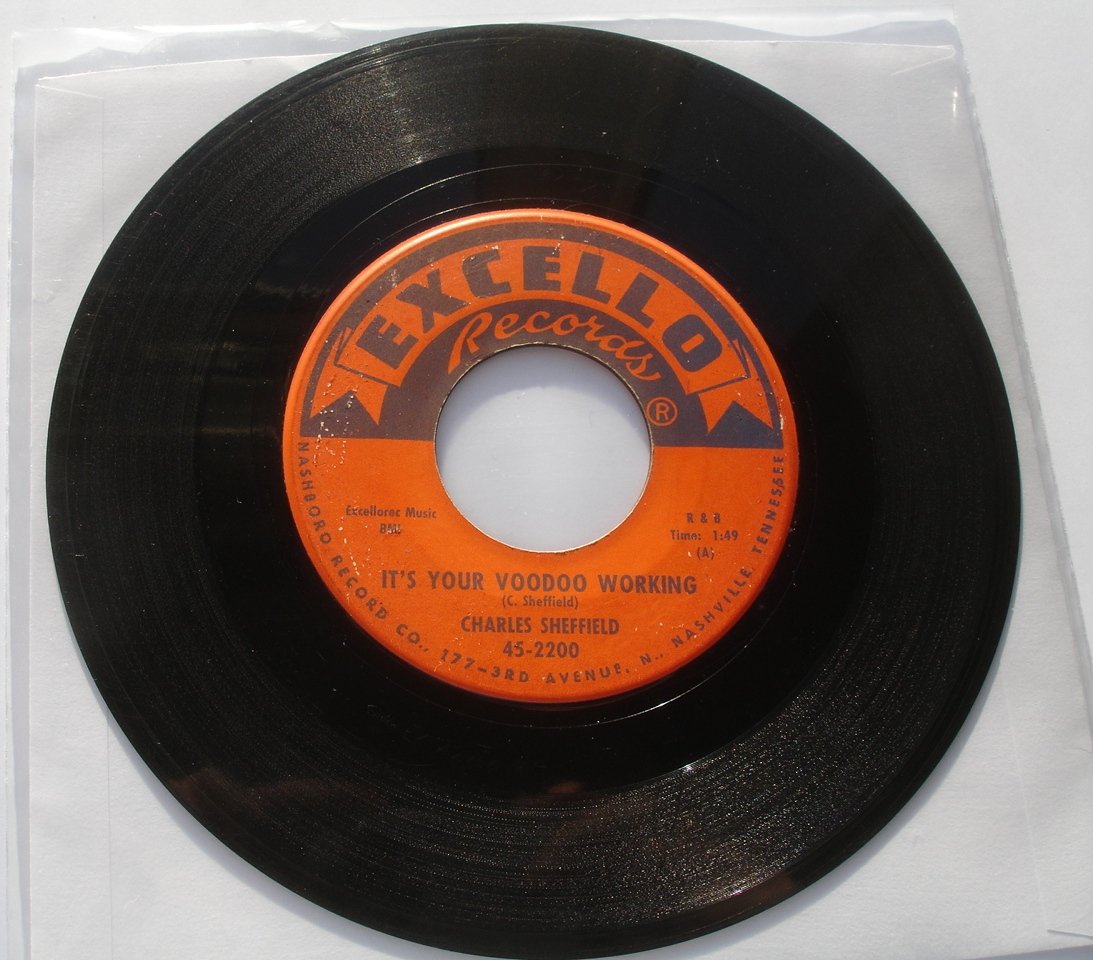 EXCELLO
Records
®
Excellorec Music
BMI
R & B
Time: 1:49
(A)
IT'S YOUR VOODOO WORKING
(C. Sheffield)
CHARLES SHEFFIELD
45-2200
NASHBORO RECORD CO., 177-3RD AVENUE, N., NASHVILLE, TENNESSEE